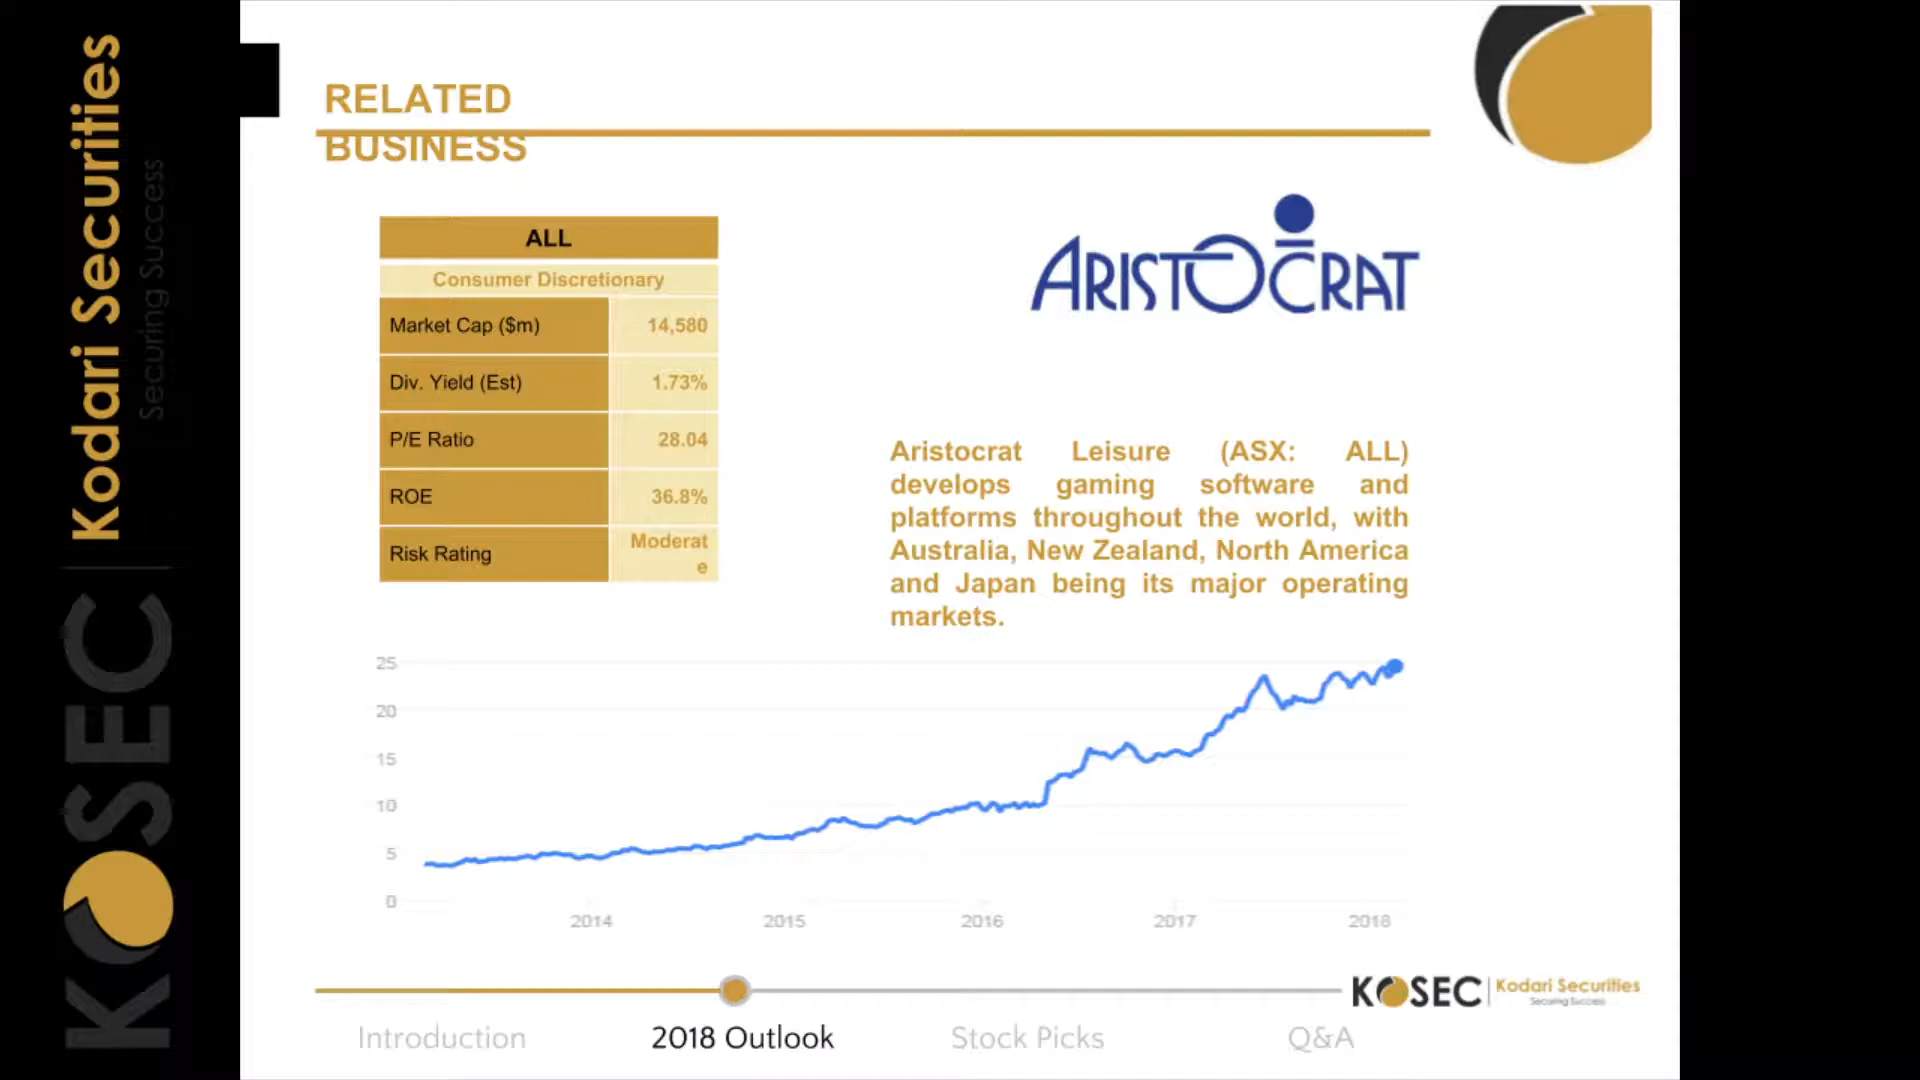 Kodari Securities
Securing Success
KOSEC
RELATED
BUSINESS
ALL
Consumer Discretionary
Market Cap ($m) 14,580
Div. Yield (Est) 1.73%
P/E Ratio 28.04
ROE 36.8%
Risk Rating Moderat
e
ARISTOCRAT
Aristocrat Leisure (ASX: ALL)
develops gaming software and
platforms throughout the world, with
Australia, New Zealand, North America
and Japan being its major operating
markets.
25
20
15
10
5
0
2014 2015 2016 2017 2018
KOSEC Kodari Securities
Securing Success
Introduction 2018 Outlook Stock Picks Q&A